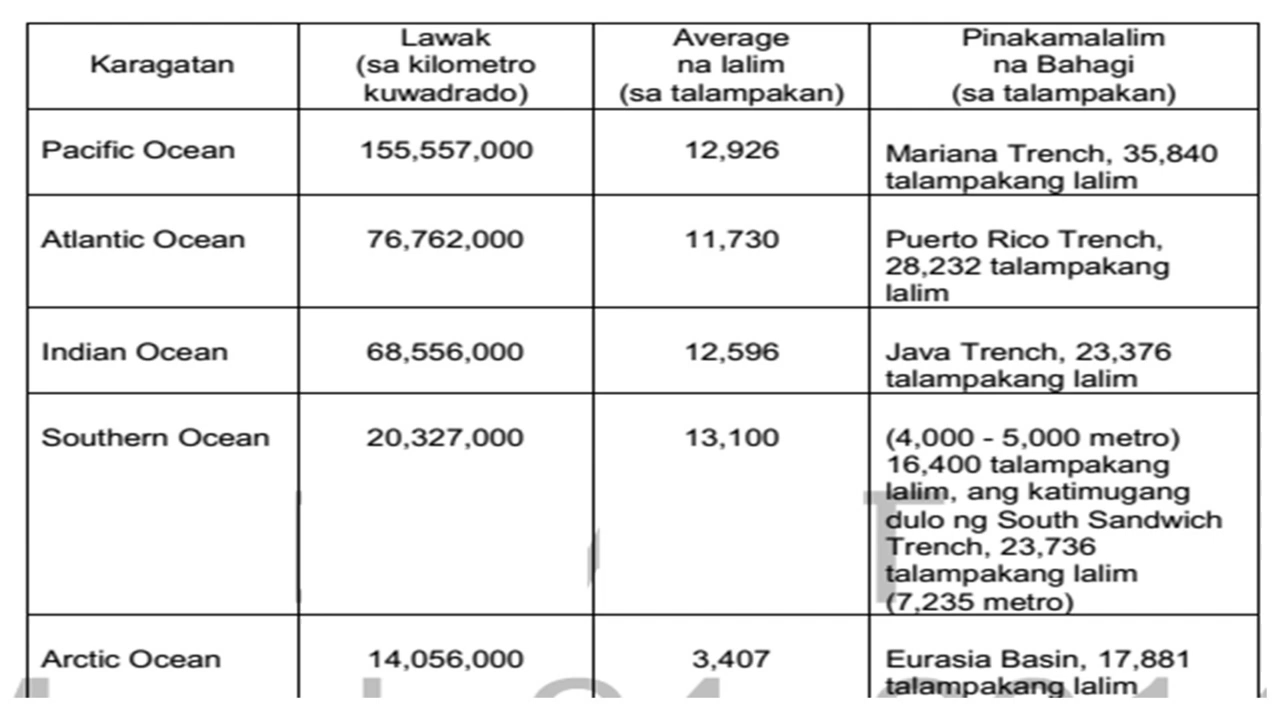 Karagatan
Lawak
(sa kilometro
kuwadrado)
Average
na lalim
(sa talampakan)
Pinakamalalim
na Bahagi
(sa talampakan)
Pacific Ocean
155,557,000
12,926
Mariana Trench, 35,840
talampakang lalim
Atlantic Ocean
76,762,000
11,730
Puerto Rico Trench,
28,232 talampakang
lalim
Indian Ocean
68,556,000
12,596
Java Trench, 23,376
talampakang lalim
Southern Ocean
20,327,000
13,100
(4,000 - 5,000 metro)
16,400 talampakang
lalim, ang katimugang
dulo ng South Sandwich
Trench, 23,736
talampakang lalim
(7,235 metro)
Arctic Ocean
14,056,000
3,407
Eurasia Basin, 17,881
talampakang lalim